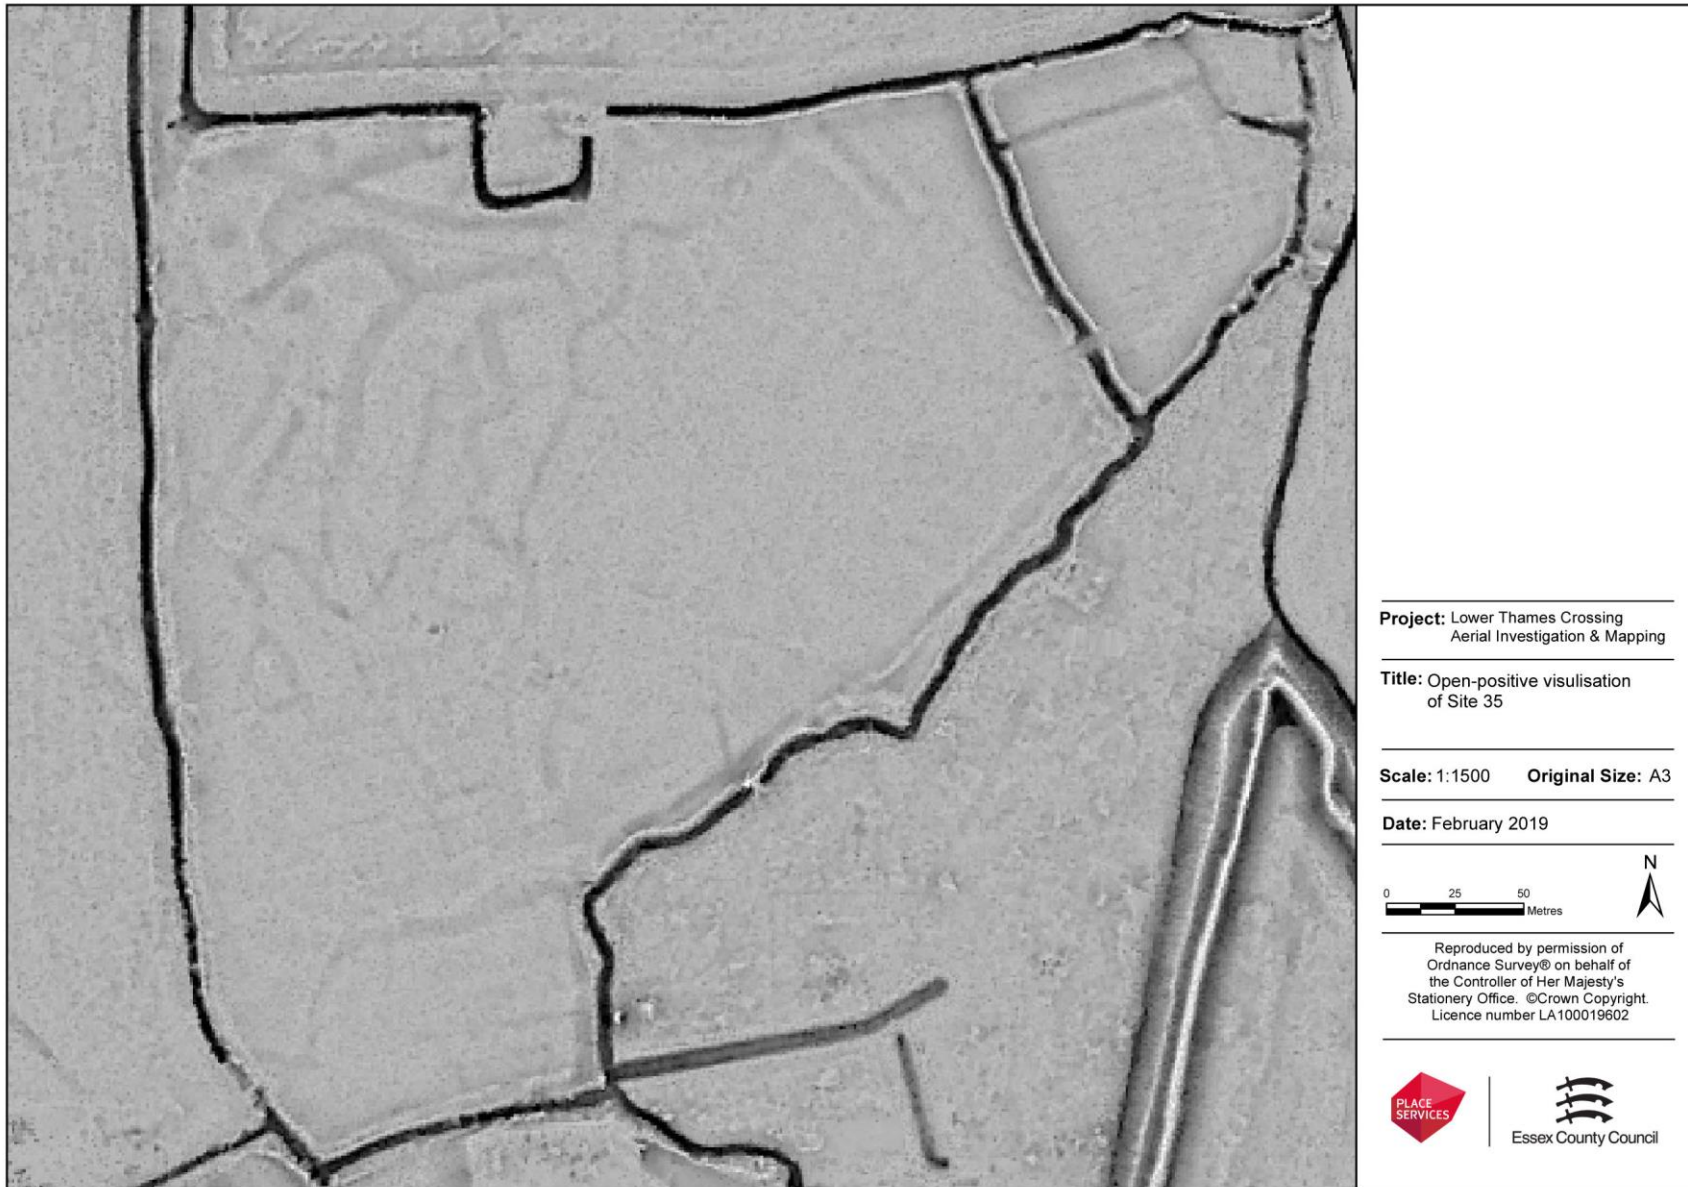 Project: Lower Thames Crossing
Aerial Investigation & Mapping
Title: Open-positive visulisation
of Site 35
Scale: 1:1500 Original Size: A3
Date: February 2019
N
0 25 50
Metres
Reproduced by permission of
Ordnance Survey® on behalf of
the Controller of Her Majesty's
Stationery Office. ©Crown Copyright.
Licence number LA100019602
PLACE
SERVICES
Essex County Council